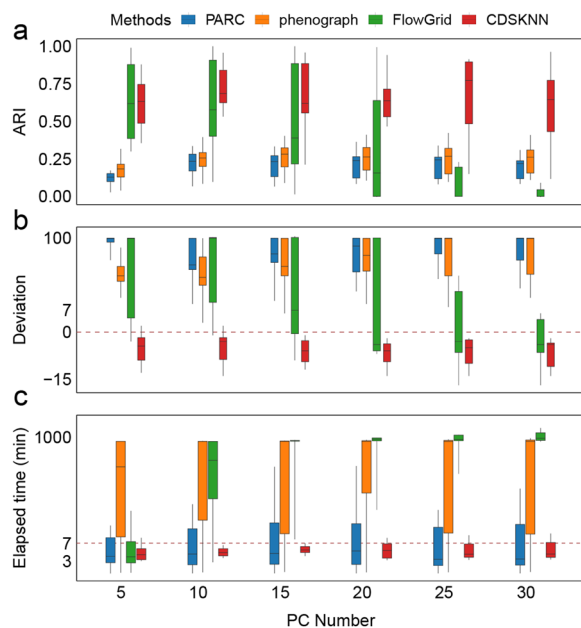 Methods PARC phenograph FlowGrid CDSKNN
a
1.00
0.75
0.50
0.25
0.00
ARI
b
100
7
0
−15
Deviation
c
1000
7
3
Elapsed time (min)
5 10 15 20 25 30
PC Number